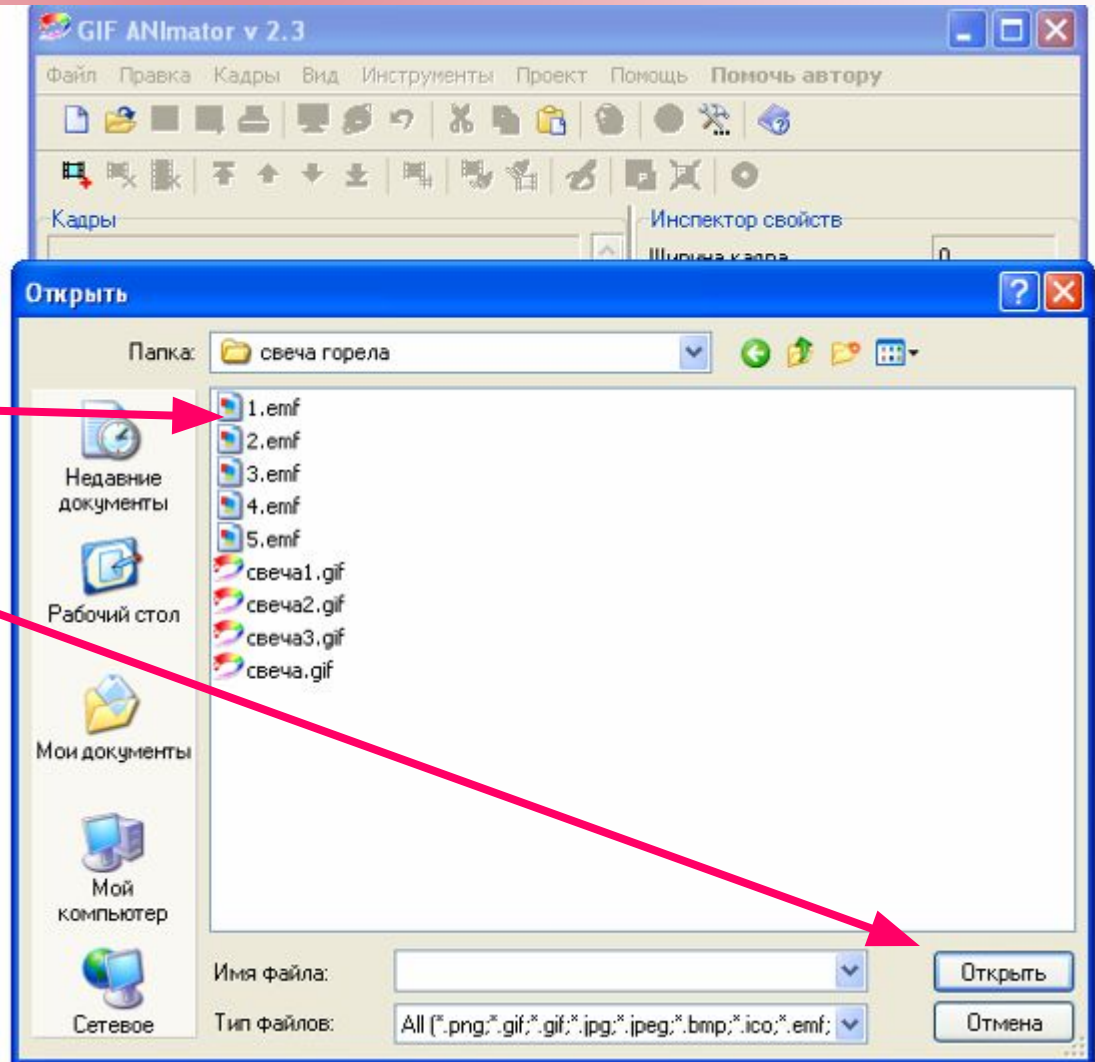 GIF ANImator v 2.3
Файл Правка Кадры Вид Инструменты Проект Помощь Помочь автору
Кадры
Инспектор свойств
Ширина кадра 0
Открыть
Папка: свеча горела
1.emf
2.emf
3.emf
4.emf
5.emf
свеча1.gif
свеча2.gif
свеча3.gif
свеча.gif
Недавние
документы
Рабочий стол
Мои документы
Мой
компьютер
Сетевое
Имя файла:
Открыть
Тип файлов: All (*.png;*.gif;*.gif;*.jpg;*.jpeg;*.bmp;*.ico;*.emf;
Отмена